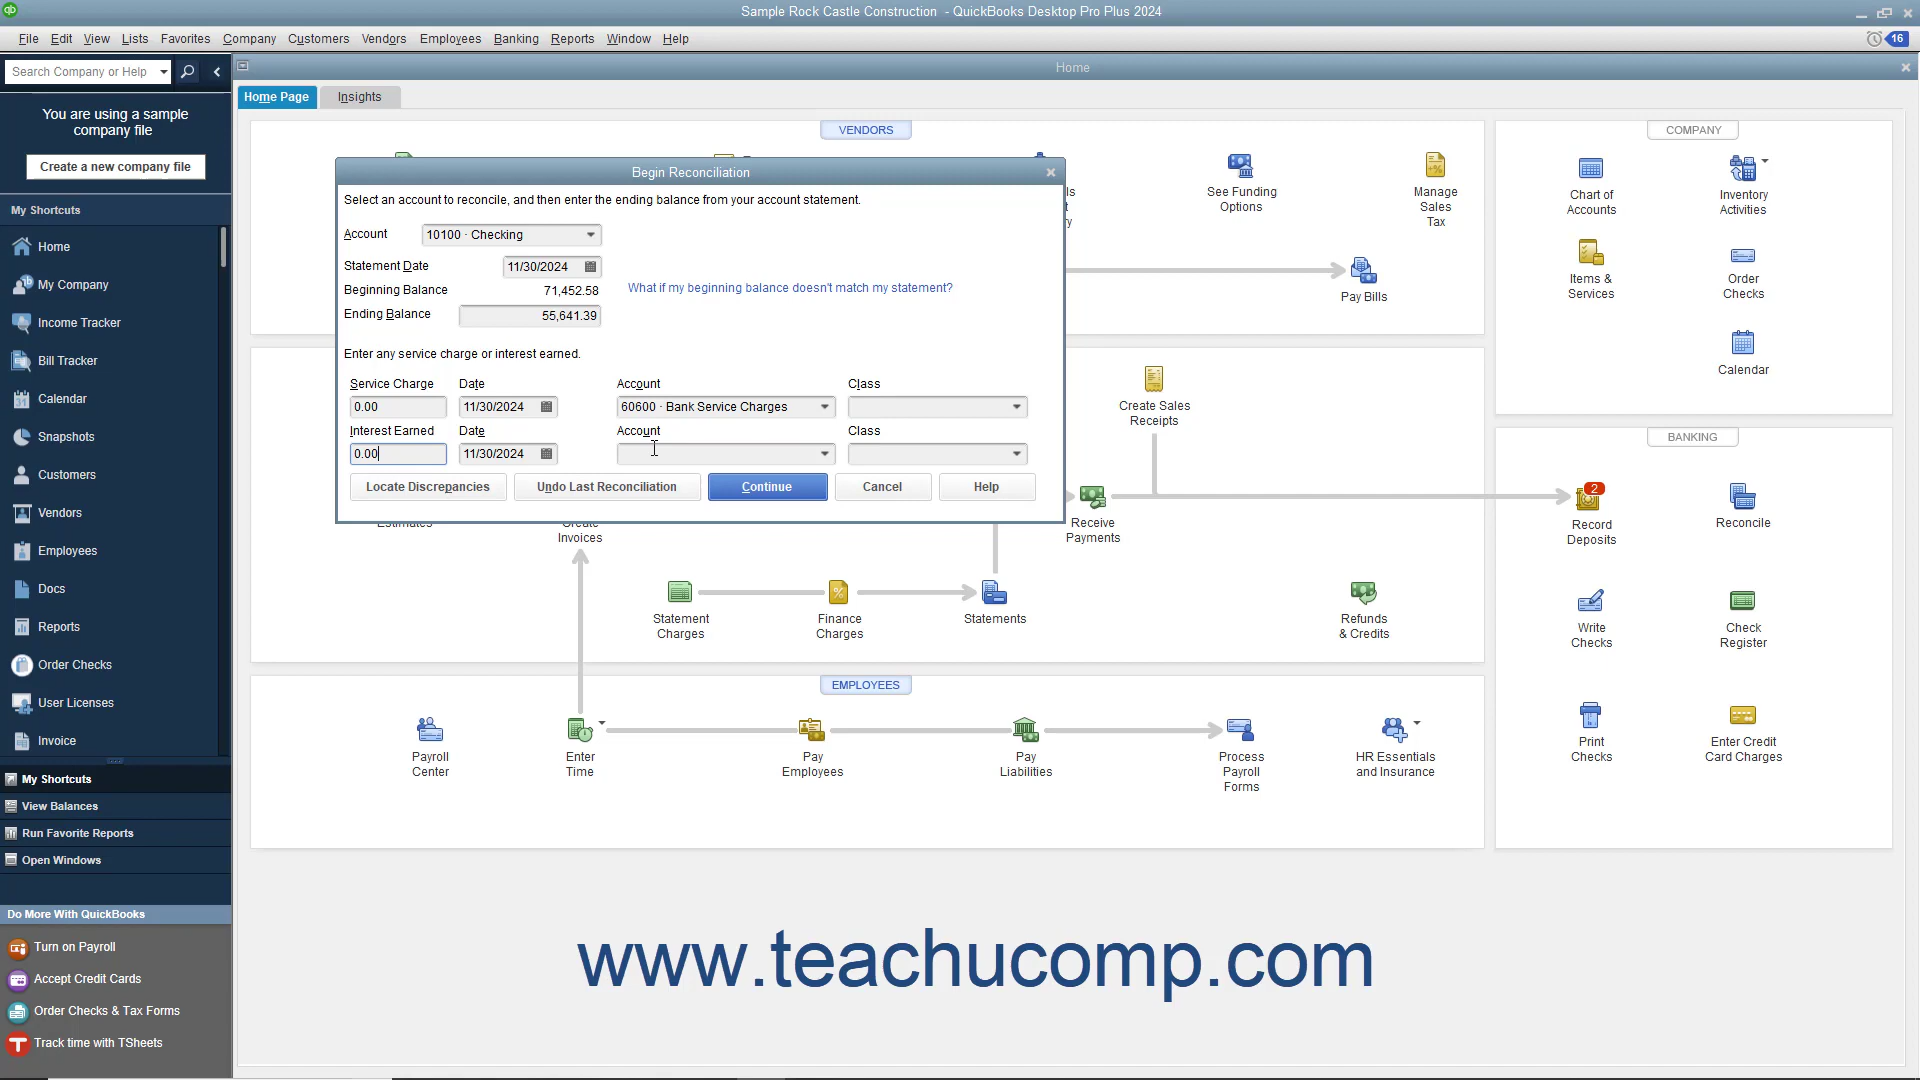 Sample Rock Castle Construction - QuickBooks Desktop Pro Plus 2024
File Edit View Lists Favorites Company Customers Vendors Employees Banking Reports Window Help
16
Search Company or Help
Home
Home Page Insights
You are using a sample
company file
Create a new company file
My Shortcuts
Home
My Company
Income Tracker
Bill Tracker
Calendar
Snapshots
Customers
Vendors
Employees
Docs
Reports
Order Checks
User Licenses
Invoice
My Shortcuts
View Balances
Run Favorite Reports
Open Windows
Do More With QuickBooks
Turn on Payroll
Accept Credit Cards
Order Checks & Tax Forms
Track time with TSheets
VENDORS
See Funding
Options
Manage
Sales
Tax
Pay Bills
Begin Reconciliation
Select an account to reconcile, and then enter the ending balance from your account statement.
Account 10100 · Checking
Statement Date 11/30/2024
Beginning Balance 71,452.58 What if my beginning balance doesn't match my statement?
Ending Balance 55,641.39
Enter any service charge or interest earned.
Service Charge Date Account Class
0.00 11/30/2024 60600 · Bank Service Charges
Interest Earned Date Account Class
0.00 11/30/2024
Locate Discrepancies Undo Last Reconciliation Continue Cancel Help
Estimates
Create
Invoices
Create Sales
Receipts
Receive
Payments
Statement
Charges
Finance
Charges
Statements
Refunds
& Credits
EMPLOYEES
Payroll
Center
Enter
Time
Pay
Employees
Pay
Liabilities
Process
Payroll
Forms
HR Essentials
and Insurance
COMPANY
Chart of
Accounts
Inventory
Activities
Items &
Services
Order
Checks
Calendar
BANKING
2
Record
Deposits
Reconcile
Write
Checks
Check
Register
Print
Checks
Enter Credit
Card Charges
www.teachucomp.com